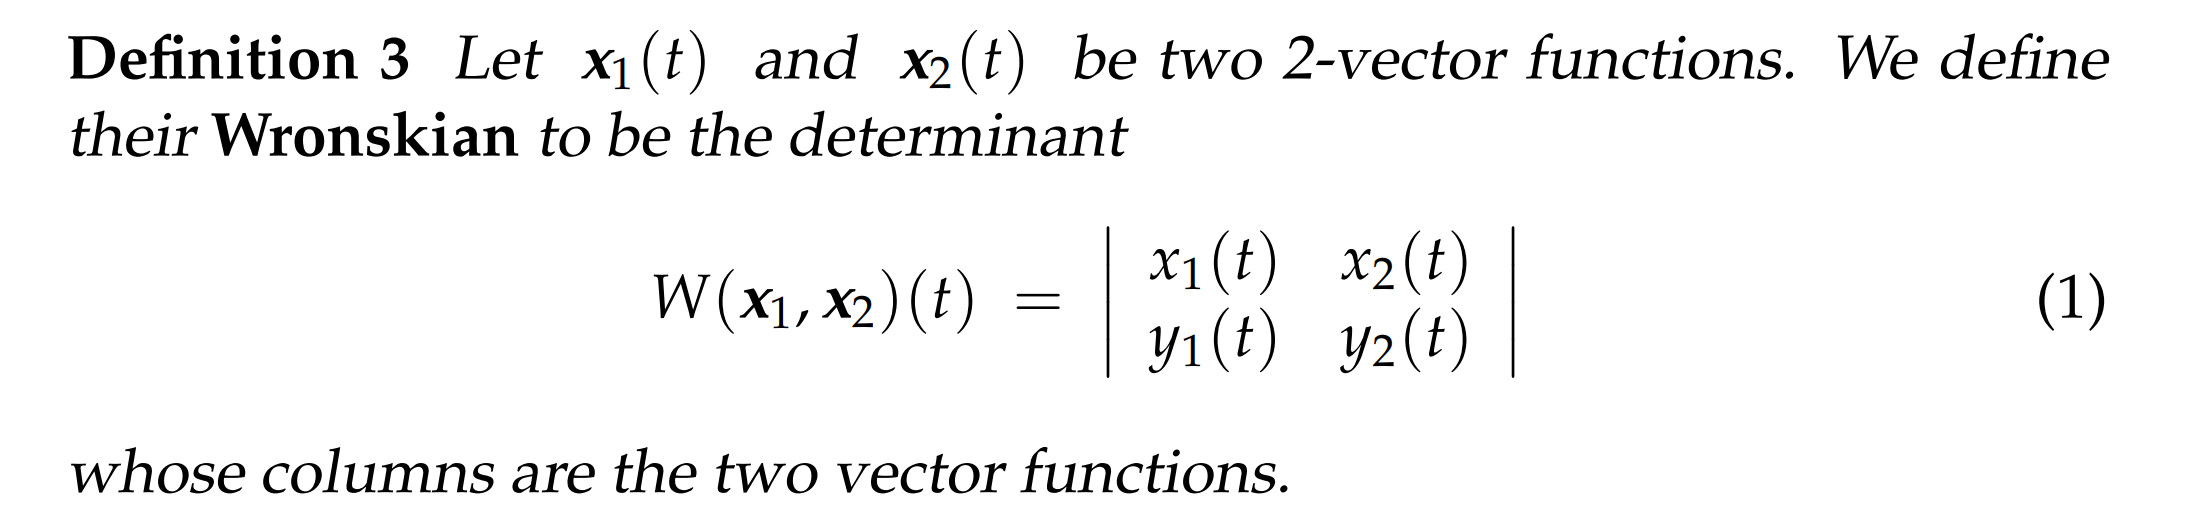 Definition 3 Let x₁(t) and x₂(t) be two 2-vector functions. We define
their Wronskian to be the determinant
W(x₁, x₂)(t) = | x₁(t) x₂(t) |
| y₁(t) y₂(t) | (1)
whose columns are the two vector functions.